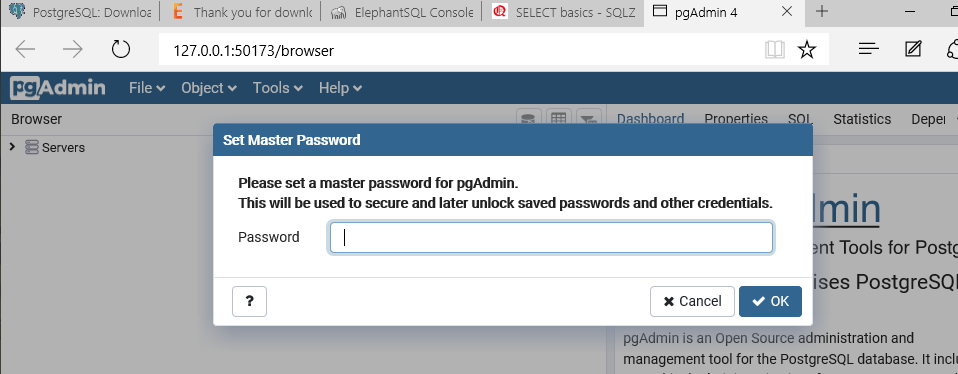 PostgreSQL: Downloa
Thank you for downlo
ElephantSQL Console
SELECT basics - SQLZ
pgAdmin 4
127.0.0.1:50173/browser
pgAdmin File Object Tools Help
Browser
Dashboard Properties SQL Statistics Depen
Servers
Set Master Password
Please set a master password for pgAdmin.
This will be used to secure and later unlock saved passwords and other credentials.
Password
? Cancel OK
min
ent Tools for Postg
ises PostgreSQL
pgAdmin is an Open Source administration and
management tool for the PostgreSQL database. It inclu